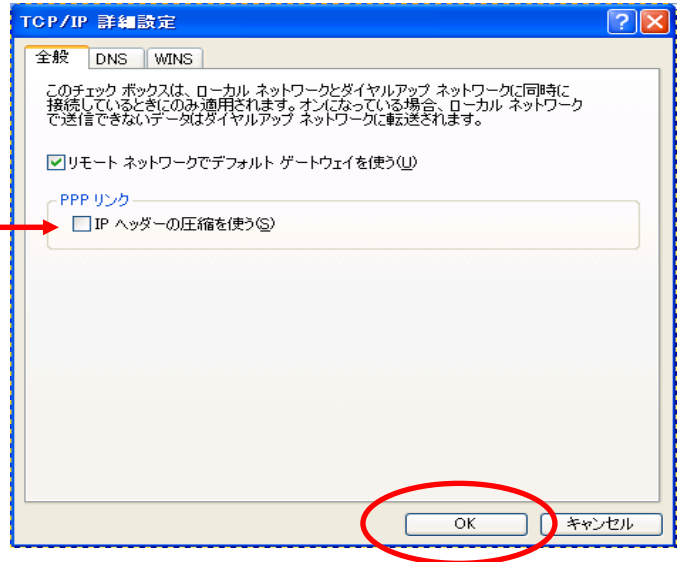 TCP/IP 詳細設定
全般 DNS WINS
このチェック ボックスは、ローカル ネットワークとダイヤルアップ ネットワークに同時に
接続しているときにのみ適用されます。オンになっている場合、ローカル ネットワーク
で送信できないデータはダイヤルアップ ネットワークに転送されます。
リモート ネットワークでデフォルト ゲートウェイを使う(U)
PPP リンク
IP ヘッダーの圧縮を使う(S)
OK キャンセル